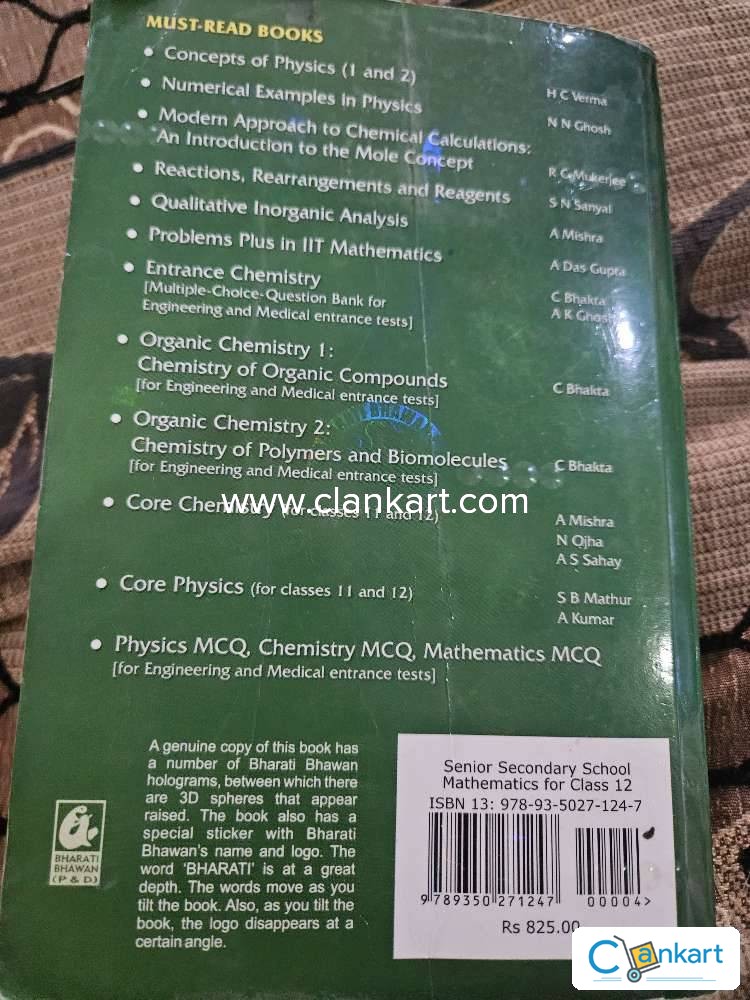 MUST-READ BOOKS
• Concepts of Physics (1 and 2)
H C Verma
• Numerical Examples in Physics
N N Ghosh
• Modern Approach to Chemical Calculations:
An Introduction to the Mole Concept
R C Mukerjee
• Reactions, Rearrangements and Reagents
S N Sanyal
• Qualitative Inorganic Analysis
A Mishra
• Problems Plus in IIT Mathematics
A Das Gupta
• Entrance Chemistry
[Multiple-Choice-Question Bank for
Engineering and Medical entrance tests]
C Bhakta
A K Ghosh
• Organic Chemistry 1:
Chemistry of Organic Compounds
[for Engineering and Medical entrance tests]
C Bhakta
• Organic Chemistry 2:
Chemistry of Polymers and Biomolecules
[for Engineering and Medical entrance tests]
C Bhakta
www.clankart.com
• Core Chemistry (for classes 11 and 12)
A Mishra
N Ojha
A S Sahay
• Core Physics (for classes 11 and 12)
S B Mathur
A Kumar
• Physics MCQ, Chemistry MCQ, Mathematics MCQ
[for Engineering and Medical entrance tests]
A genuine copy of this book has
a number of Bharati Bhawan
holograms, between which there
are 3D spheres that appear
raised. The book also has a
special sticker with Bharati
Bhawan's name and logo. The
word 'BHARATI' is at a great
depth. The words move as you
tilt the book. Also, as you tilt the
book, the logo disappears at a
certain angle.
BHARATI
BHAWAN
(P & D)
Senior Secondary School
Mathematics for Class 12
ISBN 13: 978-93-5027-124-7
9 789350 271247
00004>
Rs 825.00
Clankart